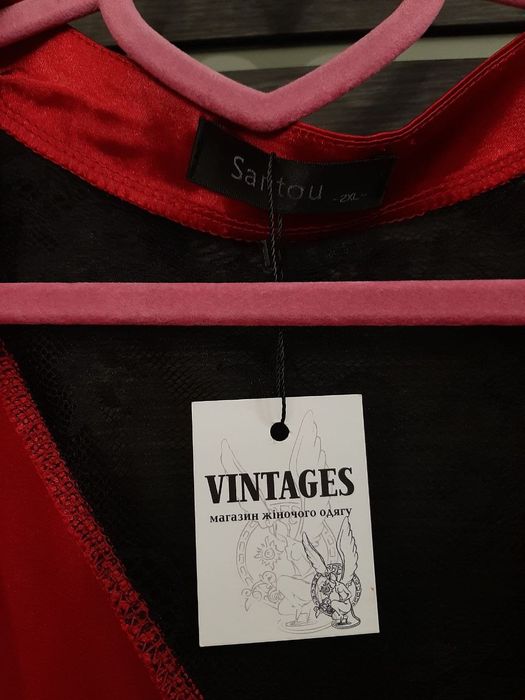 Santou -2XL-
VINTAGES
магазин жіночого одягу